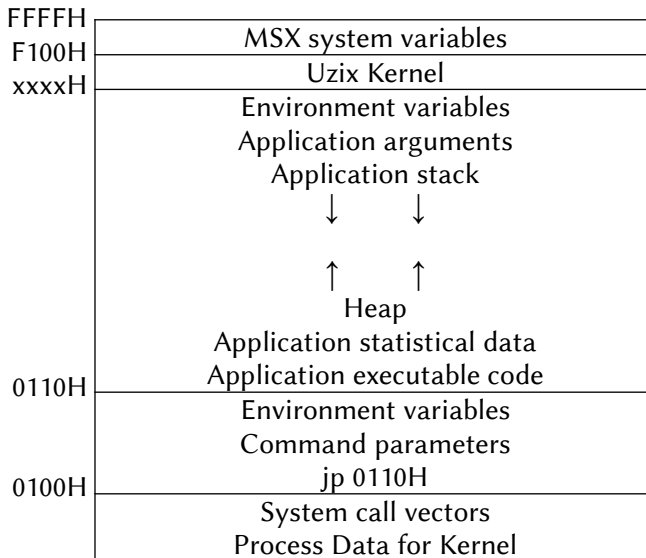 FFFFH
MSX system variables
F100H
Uzix Kernel
xxxxH
Environment variables
Application arguments
Application stack
↓ ↓
↑ ↑
Heap
Application statistical data
Application executable code
0110H
Environment variables
Command parameters
jp 0110H
0100H
System call vectors
Process Data for Kernel